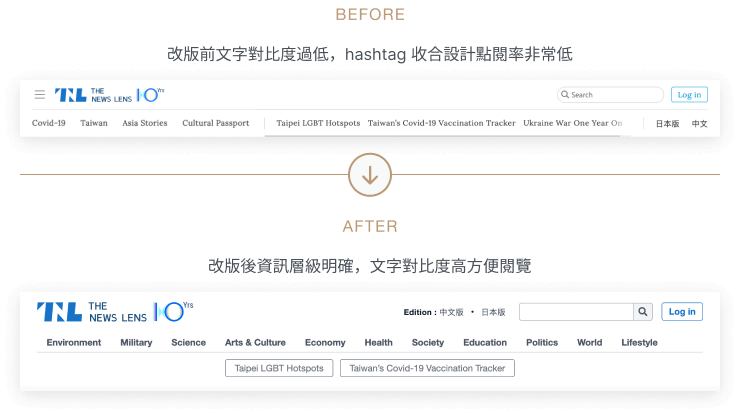 BEFORE
改版前文字對比度過低，hashtag 收合設計點閱率非常低
TNL THE NEWS LENS 10 Yrs
Search
Log in
Covid-19 Taiwan Asia Stories Cultural Passport Taipei LGBT Hotspots Taiwan's Covid-19 Vaccination Tracker Ukraine War One Year On 日本版 中文
AFTER
改版後資訊層級明確，文字對比度高方便閱覽
TNL THE NEWS LENS 10 Yrs
Edition : 中文版 • 日本版
Log in
Environment Military Science Arts & Culture Economy Health Society Education Politics World Lifestyle
Taipei LGBT Hotspots Taiwan's Covid-19 Vaccination Tracker